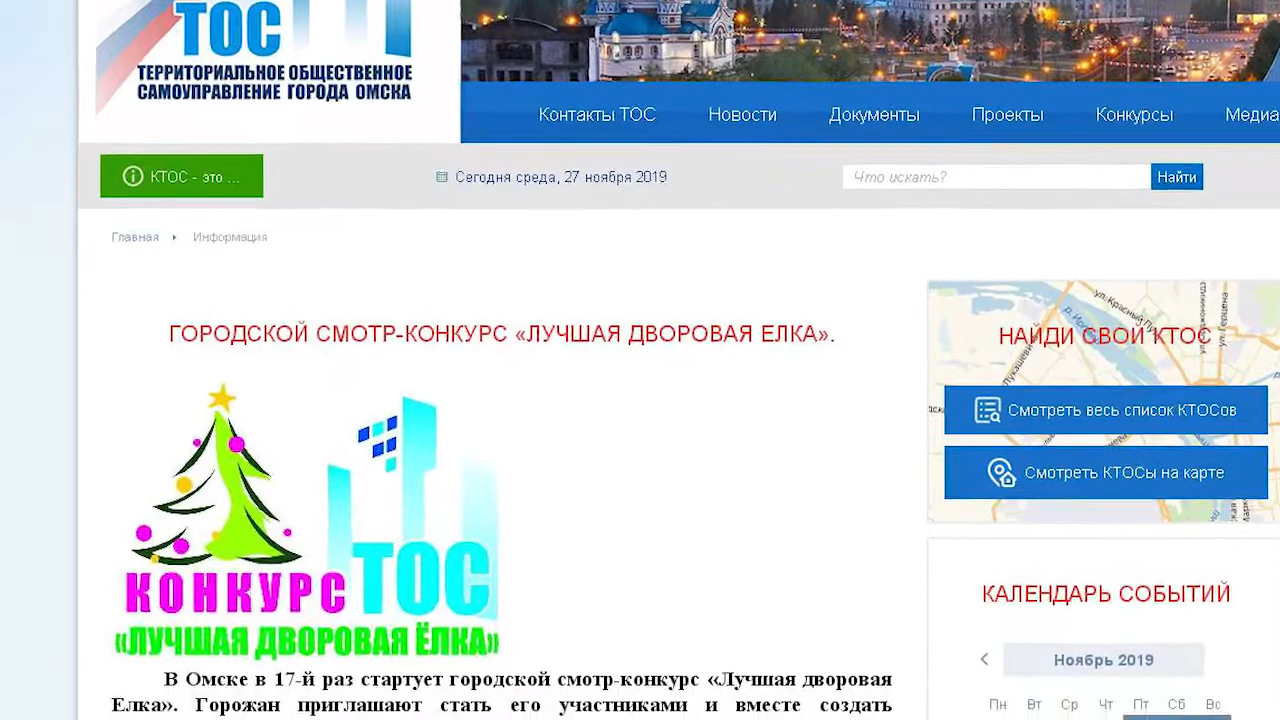 ТОС
ТЕРРИТОРИАЛЬНОЕ ОБЩЕСТВЕННОЕ
САМОУПРАВЛЕНИЕ ГОРОДА ОМСКА
Контакты ТОС Новости Документы Проекты Конкурсы Медиа
КТОС - это ...
Сегодня среда, 27 ноября 2019
Что искать?
Найти
Главная Информация
ГОРОДСКОЙ СМОТР-КОНКУРС «ЛУЧШАЯ ДВОРОВАЯ ЕЛКА».
КОНКУРС ТОС
«ЛУЧШАЯ ДВОРОВАЯ ЁЛКА»
В Омске в 17-й раз стартует городской смотр-конкурс «Лучшая дворовая
Елка». Горожан приглашают стать его участниками и вместе создать
НАЙДИ СВОЙ КТОС
Смотреть весь список КТОСов
Смотреть КТОСы на карте
КАЛЕНДАРЬ СОБЫТИЙ
Ноябрь 2019
Пн Вт Ср Чт Пт Сб Вс